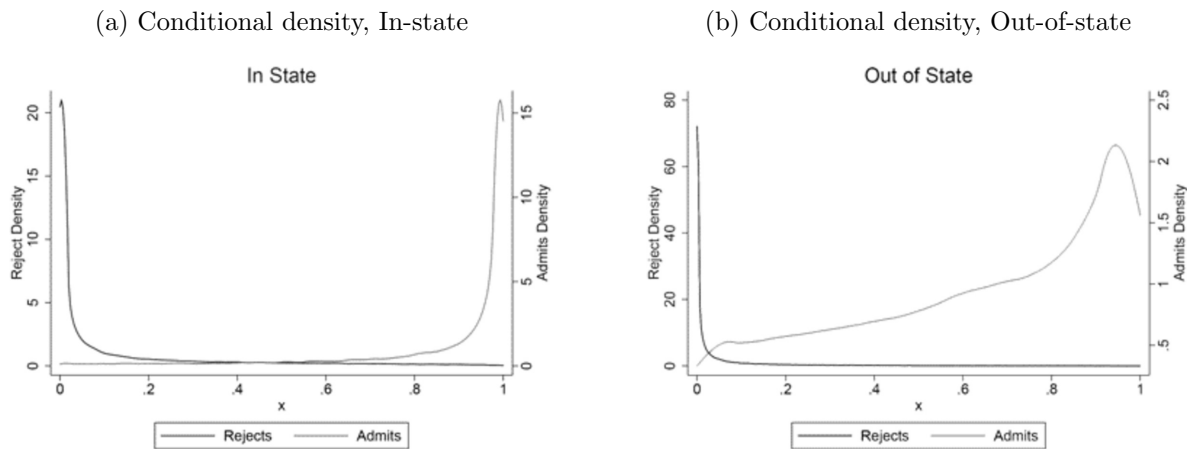 (a) Conditional density, In-state
In State
Reject Density
20
15
10
5
0
Admits Density
15
10
5
0
0 .2 .4 .6 .8 1
x
Rejects Admits
(b) Conditional density, Out-of-state
Out of State
Reject Density
80
60
40
20
0
Admits Density
2.5
2
1.5
1
.5
0 .2 .4 .6 .8 1
x
Rejects Admits